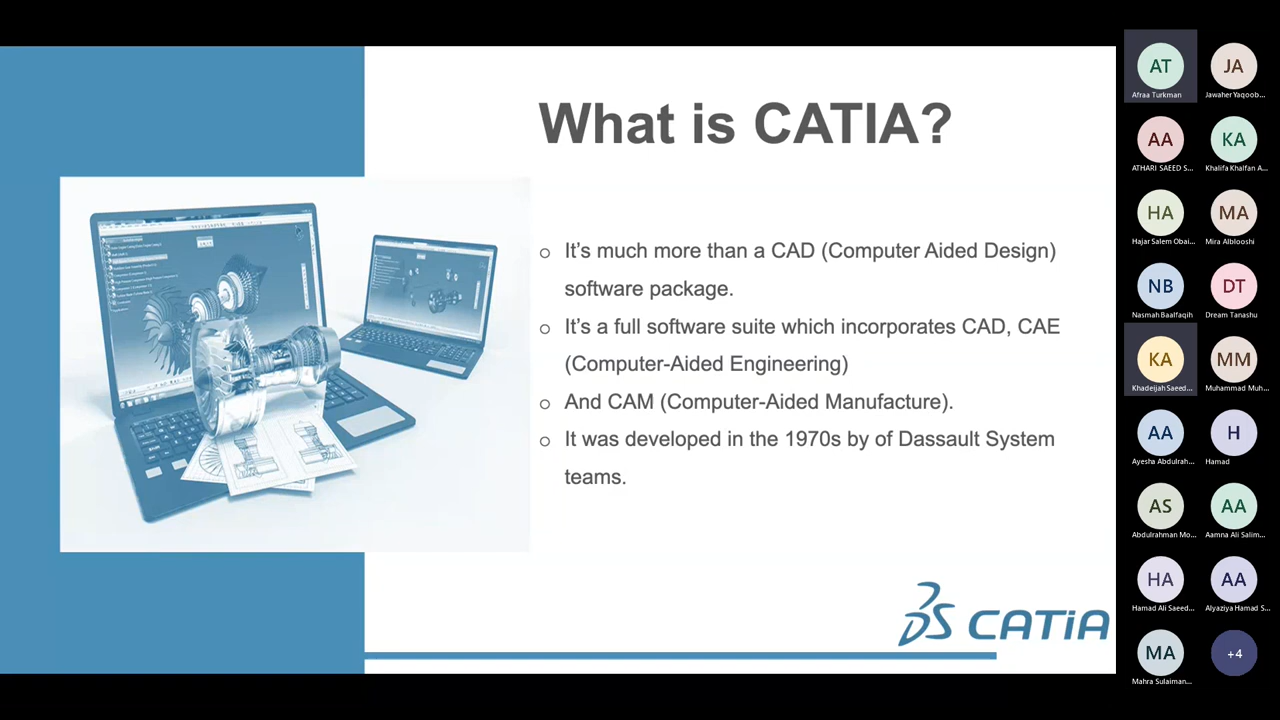 What is CATIA?
o It's much more than a CAD (Computer Aided Design)
software package.
o It's a full software suite which incorporates CAD, CAE
(Computer-Aided Engineering)
o And CAM (Computer-Aided Manufacture).
o It was developed in the 1970s by of Dassault System
teams.
DS CATIA
AT JA
Afraa Turkman Jawaher Yaqoob...
AA KA
ATHARI SAEED S... Khalifa Khalfan A...
HA MA
Hajar Salem Obai... Mira Alblooshi
NB DT
Nasmah Baalfaqih Dream Tanashu
KA MM
Khadeijah Saeed... Muhammad Muh...
AA H
Ayesha Abdulrah... Hamad
AS AA
Abdulrahman Mo... Aamna Ali Salim...
HA AA
Hamad Ali Saeed... Alyaziya Hamad S...
MA +4
Mahra Sulaiman...